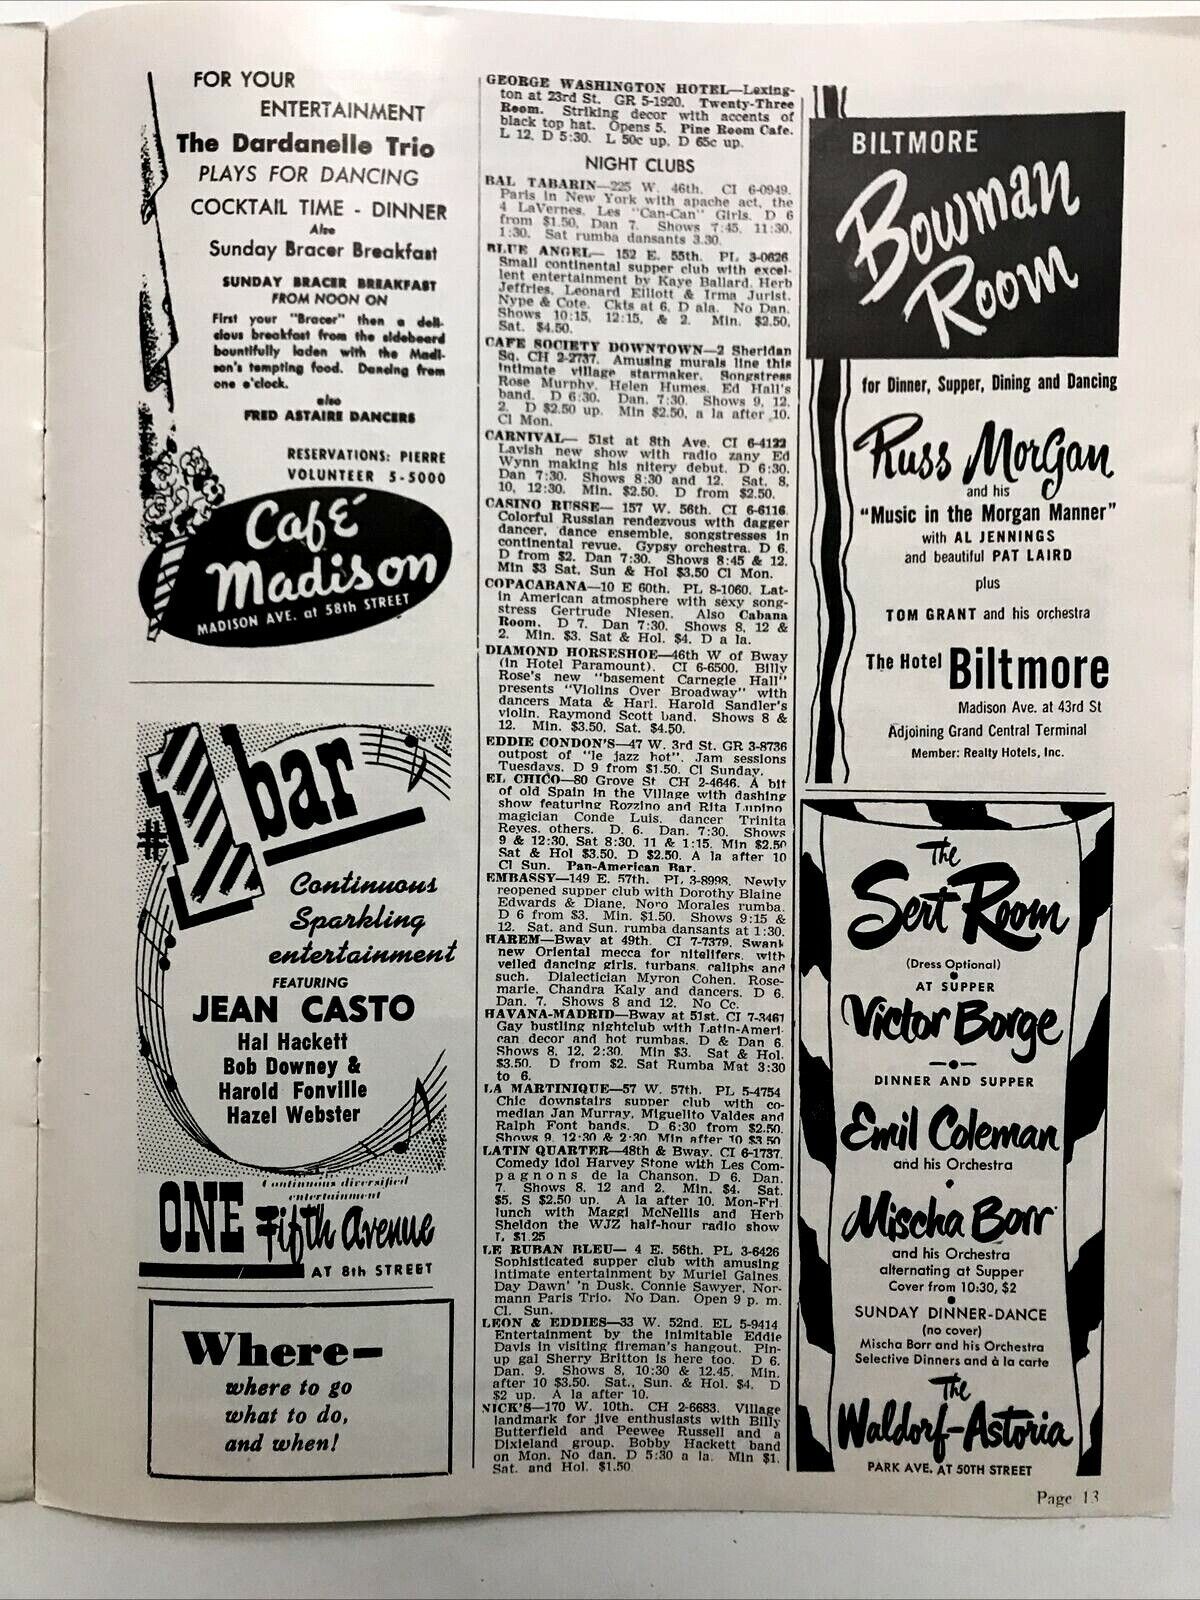 FOR YOUR
ENTERTAINMENT
The Dardanelle Trio
PLAYS FOR DANCING
COCKTAIL TIME - DINNER
Also
Sunday Bracer Breakfast
SUNDAY BRACER BREAKFAST
FROM NOON ON
First your "Bracer" then a deli-
cious breakfast from the sideboard
bountifully laden with the Madi-
son's tempting food. Dancing from
one o'clock.
also
FRED ASTAIRE DANCERS
RESERVATIONS: PIERRE
VOLUNTEER 5-5000
Café
Madison
MADISON AVE. at 58th STREET
#1 bar
Continuous
Sparkling
entertainment
FEATURING
JEAN CASTO
Hal Hackett
Bob Downey &
Harold Fonville
Hazel Webster
Continuous diversified
entertainment
ONE Fifth Avenue
AT 8th STREET
Where—
where to go
what to do,
and when!
GEORGE WASHINGTON HOTEL—Lexing-
ton at 23rd St. GR 5-1920. Twenty-Three
Room. Striking decor with accents of
black top hat. Opens 5. Pine Room Cafe.
L 12, D 5:30. L 50c up. D 65c up.
NIGHT CLUBS
BAL TABARIN—225 W. 46th. CI 6-0949.
Paris in New York with apache act, the
4 LaVernes, Les "Can-Can" Girls. D 6
from $1.50, Dan 7. Shows 7:45, 11:30,
1:30. Sat rumba dansants 3.30.
BLUE ANGEL— 152 E. 55th. PL 3-0626
Small continental supper club with excel-
lent entertainment by Kaye Ballard, Herb
Jeffries, Leonard Elliott & Irma Jurist.
Nype & Cote. Ckts at 6. D ala. No Dan.
Shows 10:15, 12:15, & 2. Min. $2.50,
Sat. $4.50.
CAFE SOCIETY DOWNTOWN—2 Sheridan
Sq. CH 2-2737. Amusing murals line this
intimate village starmaker. Songstress
Rose Murphy, Helen Humes, Ed Hall's
band. D 6:30. Dan. 7:30. Shows 9, 12,
2. D $2.50 up. Min $2.50, a la after 10.
Cl Mon.
CARNIVAL— 51st at 8th Ave. CI 6-4122
Lavish new show with radio zany Ed
Wynn making his nitery debut. D 6:30.
Dan 7:30. Shows 8:30 and 12. Sat. 8,
10, 12:30. Min. $2.50. D from $2.50.
CASINO RUSSE— 157 W. 56th. CI 6-6116.
Colorful Russian rendezvous with dagger
dancer, dance ensemble, songstresses in
continental revue. Gypsy orchestra. D 6.
D from $2. Dan 7:30. Shows 8:45 & 12.
Min $3 Sat, Sun & Hol $3.50 Cl Mon.
COPACABANA—10 E 60th. PL 8-1060. Lat-
in American atmosphere with sexy song-
stress Gertrude Niesen. Also Cabana
Room. D 7. Dan 7:30. Shows 8, 12 &
2. Min. $3. Sat & Hol. $4. D a la.
DIAMOND HORSESHOE—46th W of Bway
(in Hotel Paramount). CI 6-6500. Billy
Rose's new "basement Carnegie Hall"
presents "Violins Over Broadway" with
dancers Mata & Hari. Harold Sandler's
violin. Raymond Scott band. Shows 8 &
12. Min. $3.50. Sat. $4.50.
EDDIE CONDON'S—47 W. 3rd St. GR 3-8736
outpost of "le jazz hot". Jam sessions
Tuesdays. D 9 from $1.50. Cl Sunday.
EL CHICO—80 Grove St CH 2-4646. A bit
of old Spain in the Village with dashing
show featuring Rozzino and Rita Lupino
magician Conde Luis, dancer Trinita
Reyes, others. D. 6. Dan. 7:30. Shows
9 & 12:30, Sat 8:30, 11 & 1:15. Min $2.50
Sat & Hol $3.50. D $2.50. A la after 10
Cl Sun. Pan-American Bar.
EMBASSY—149 E. 57th. PL 3-8998. Newly
reopened supper club with Dorothy Blaine
Edwards & Diane, Noro Morales rumba.
D 6 from $3. Min. $1.50. Shows 9:15 &
12. Sat. and Sun. rumba dansants at 1:30.
HAREM—Bway at 49th. CI 7-7379. Swank
new Oriental mecca for nitelifers, with
veiled dancing girls, turbans, caliphs and
such. Dialectician Myron Cohen. Rose-
marie, Chandra Kaly and dancers. D 6.
Dan. 7. Shows 8 and 12. No Cc.
HAVANA-MADRID—Bway at 51st. CI 7-3461
Gay bustling nightclub with Latin-Ameri-
can decor and hot rumbas. D & Dan 6.
Shows 8, 12, 2:30. Min $3. Sat & Hol.
$3.50. D from $2. Sat Rumba Mat 3:30
to 6.
LA MARTINIQUE—57 W. 57th. PL 5-4754
Chic downstairs supper club with co-
median Jan Murray, Miguelito Valdes and
Ralph Font bands. D 6:30 from $2.50.
Shows 9, 12:30 & 2:30. Min after 10 $3.50
LATIN QUARTER—48th & Bway. CI 6-1737.
Comedy idol Harvey Stone with Les Com-
pagnons de la Chanson. D 6. Dan.
7. Shows 8, 12 and 2. Min. $4. Sat.
$5. S $2.50 up. A la after 10. Mon-Fri
lunch with Maggi McNellis and Herb
Sheldon the WJZ half-hour radio show
L $1.25
LE RUBAN BLEU— 4 E. 56th. PL 3-6426
Sophisticated supper club with amusing
intimate entertainment by Muriel Gaines,
Day Dawn' 'n Dusk, Connie Sawyer, Nor-
mann Paris Trio. No Dan. Open 9 p. m.
Cl. Sun.
LEON & EDDIES—33 W. 52nd. EL 5-9414
Entertainment by the inimitable Eddie
Davis in visiting fireman's hangout. Pin-
up gal Sherry Britton is here too. D 6.
Dan. 9. Shows 8, 10:30 & 12.45. Min.
after 10 $3.50. Sat., Sun. & Hol. $4. D
$2 up. A la after 10.
NICK'S—170 W. 10th. CH 2-6683. Village
landmark for jive enthusiasts with Billy
Butterfield and Peewee Russell and a
Dixieland group. Bobby Hackett band
on Mon. No dan. D 5:30 a la. Min $1.
Sat. and Hol. $1.50
BILTMORE
Bowman
Room
for Dinner, Supper, Dining and Dancing
Russ Morgan
and his
"Music in the Morgan Manner"
with AL JENNINGS
and beautiful PAT LAIRD
plus
TOM GRANT and his orchestra
The Hotel Biltmore
Madison Ave. at 43rd St
Adjoining Grand Central Terminal
Member: Realty Hotels, Inc.
The
Sert Room
(Dress Optional)
AT SUPPER
Victor Borge
DINNER AND SUPPER
Emil Coleman
and his Orchestra
Mischa Borr
and his Orchestra
alternating at Supper
Cover from 10:30, $2
SUNDAY DINNER-DANCE
(no cover)
Mischa Borr and his Orchestra
Selective Dinners and à la carte
The
Waldorf-Astoria
PARK AVE. AT 50TH STREET
Page 13